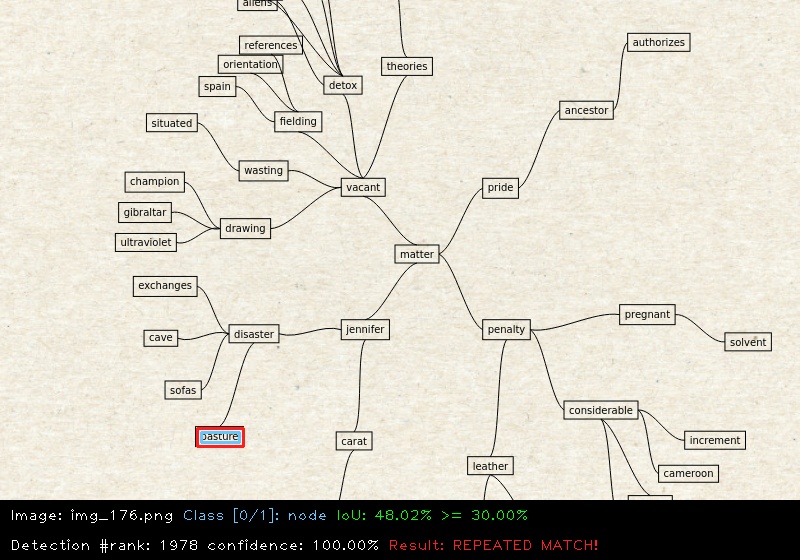 aliens
references
authorizes
orientation
theories
spain
detox
ancestor
situated
fielding
wasting
champion
vacant
pride
gibraltar
drawing
ultraviolet
matter
exchanges
pregnant
cave
disaster
jennifer
penalty
solvent
sofas
considerable
pasture
carat
increment
leather
cameroon
Image: img_176.png Class [0/1]: node IoU: 48.02% >= 30.00%
Detection #rank: 1978 confidence: 100.00% Result: REPEATED MATCH!